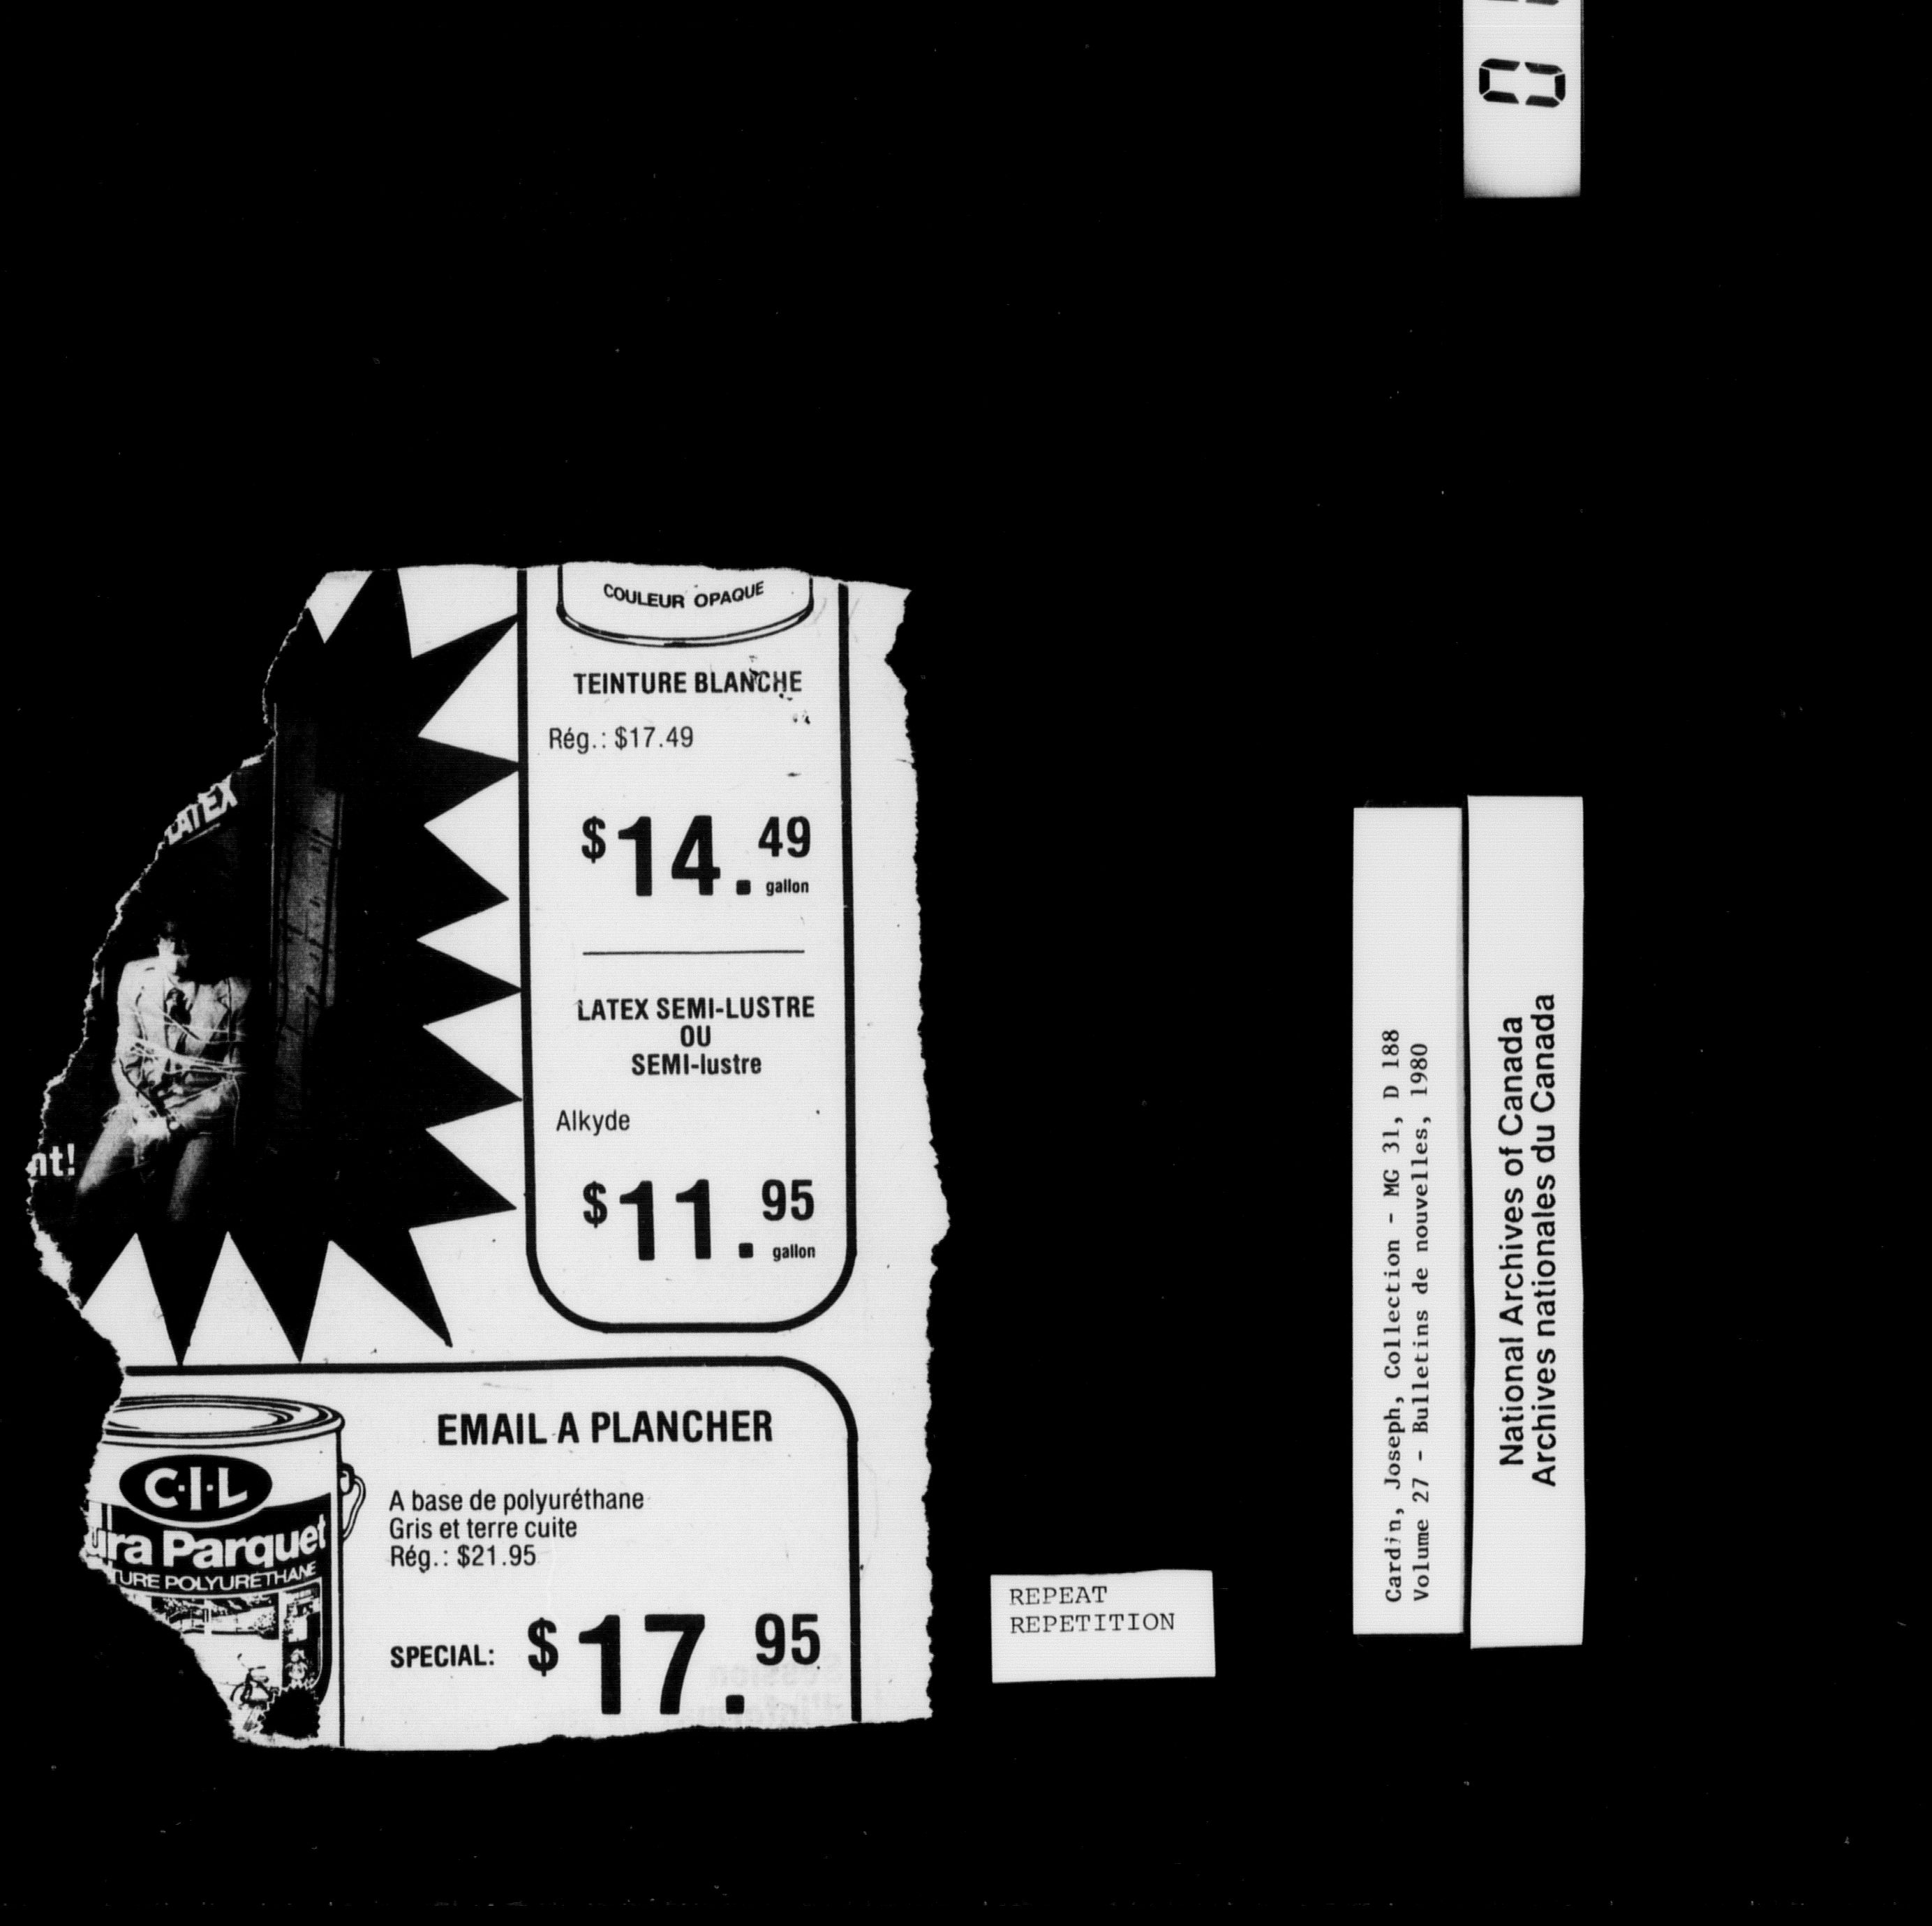 COULEUR OPAQUE
TEINTURE BLANCHE
Rég.: $17.49
$14.49
gallon
LATEX SEMI-LUSTRE
OU
SEMI-lustre
Alkyde
$11.95
gallon
LATEX
nt!
EMAIL A PLANCHER
C·I·L
ura Parquet
TURE POLYURÉTHANE
A base de polyuréthane
Gris et terre cuite
Rég.: $21.95
SPECIAL: $17.95
REPEAT
REPETITION
Cardin, Joseph, Collection - MG 31, D 188
Volume 27 - Bulletins de nouvelles, 1980
National Archives of Canada
Archives nationales du Canada
0